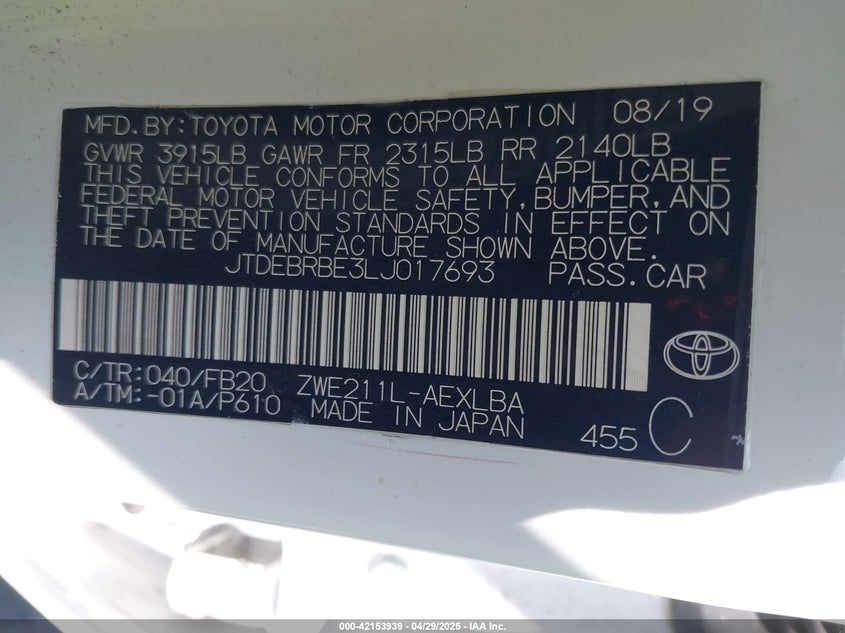 MFD.BY:TOYOTA MOTOR CORPORATION 08/19
GVWR 3915LB GAWR FR 2315LB RR 2140LB
THIS VEHICLE CONFORMS TO ALL APPLICABLE
FEDERAL MOTOR VEHICLE SAFETY, BUMPER, AND
THEFT PREVENTION STANDARDS IN EFFECT ON
THE DATE OF MANUFACTURE SHOWN ABOVE.
JTDEBRBE3LJ017693 PASS.CAR
C/TR:040/FB20 ZWE211L-AEXLBA
A/TM:-01A/P610 MADE IN JAPAN
455 C
000-42153939 - 04/29/2025 - IAA Inc.